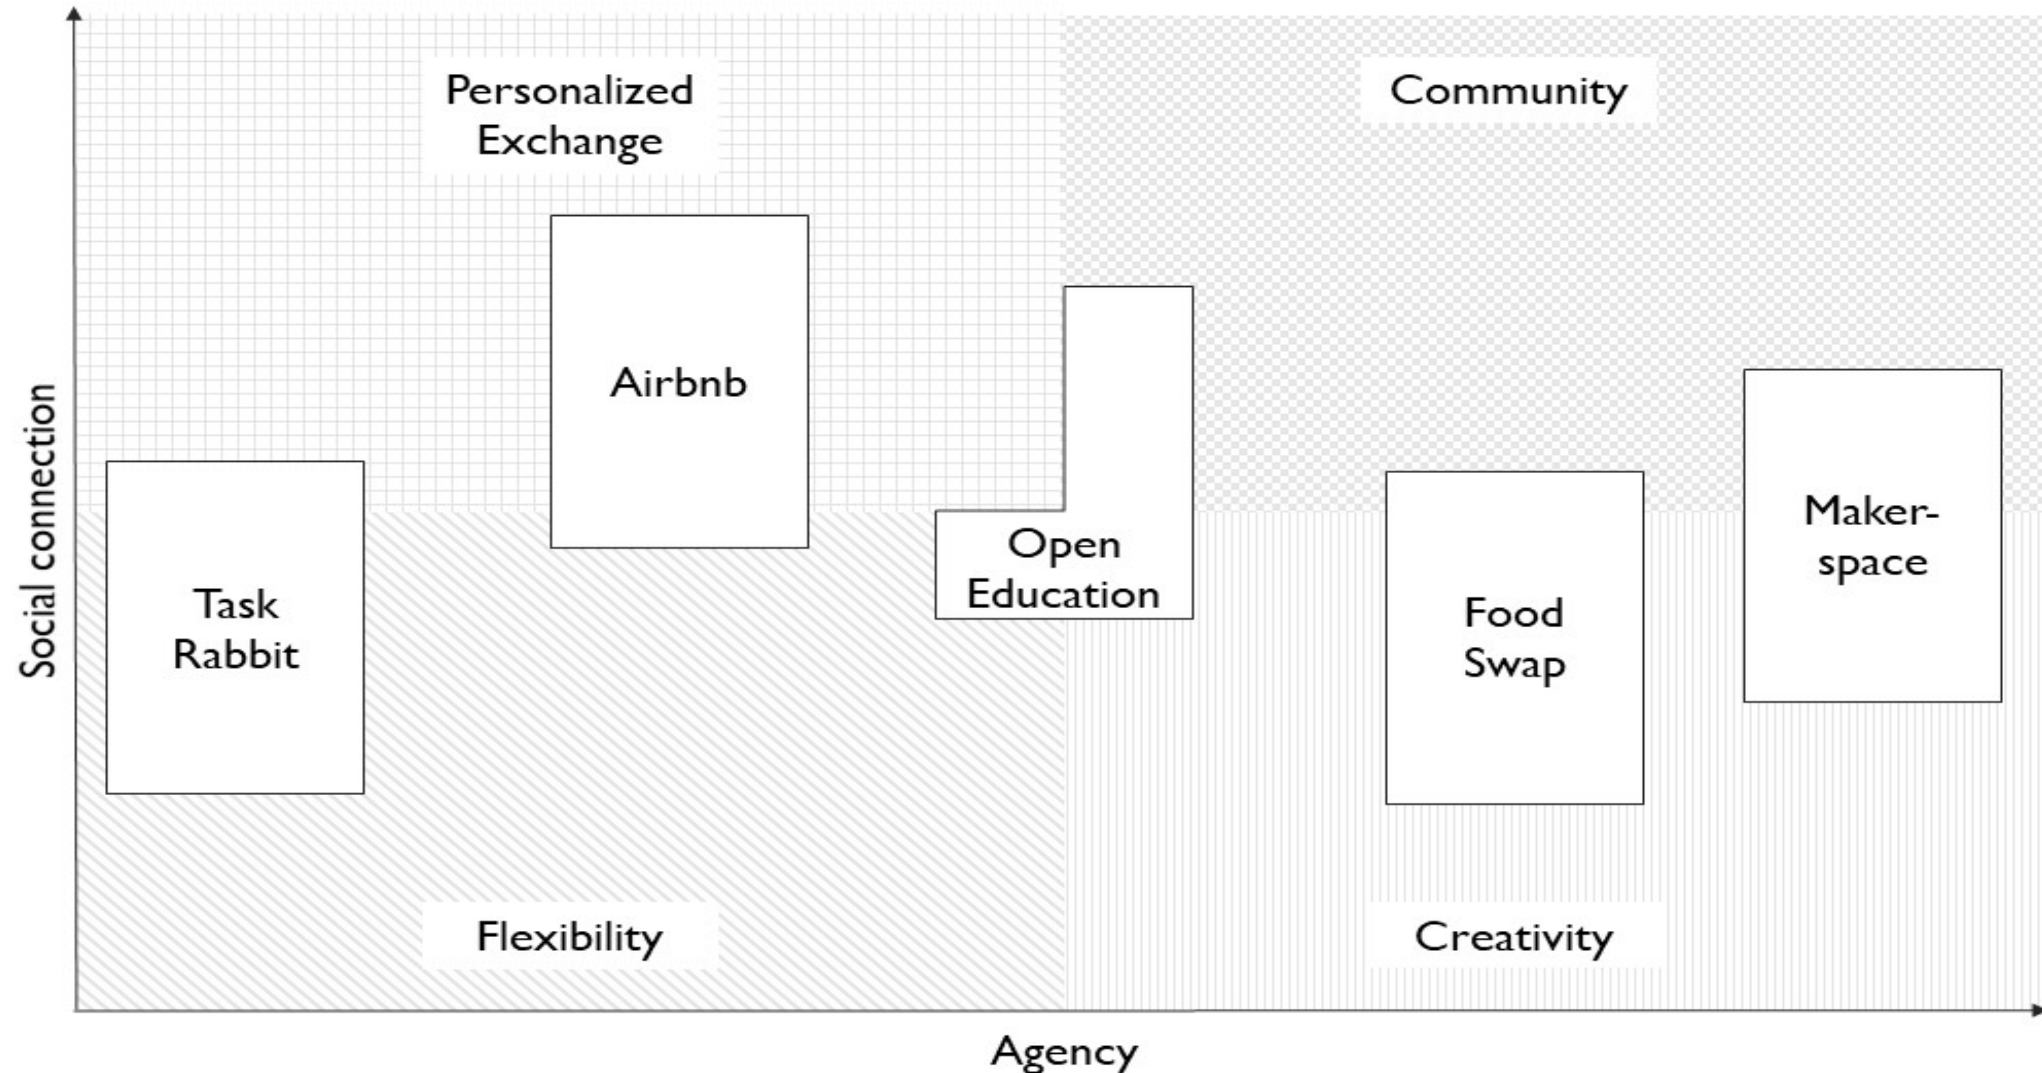 Personalized
Exchange
Community
Airbnb
Social connection
Task
Rabbit
Open
Education
Maker-
space
Food
Swap
Flexibility
Creativity
Agency